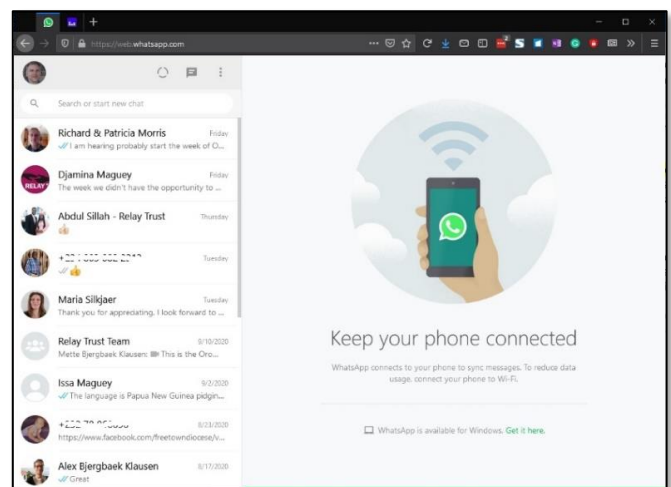 https://web.whatsapp.com
Search or start new chat
Richard & Patricia Morris Friday
I am hearing probably start the week of O...
Djamina Maguey Friday
The week we didn't have the opportunity to ...
RELAY
Abdul Sillah - Relay Trust Thursday
Tuesday
Maria Silkjaer Tuesday
Thank you for appreciating. I look forward to ...
Relay Trust Team 9/10/2020
Mette Bjergbaek Klausen: This is the Oro...
Issa Maguey 9/2/2020
The language is Papua New Guinea pidgin...
8/23/2020
https://www.facebook.com/freetowndiocese/v...
Alex Bjergbaek Klausen 8/17/2020
Great
Keep your phone connected
WhatsApp connects to your phone to sync messages. To reduce data
usage, connect your phone to Wi-Fi.
WhatsApp is available for Windows. Get it here.